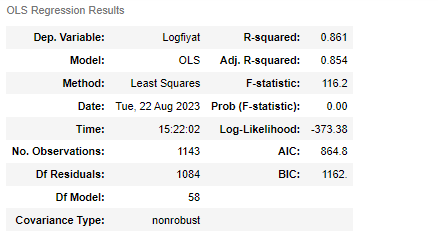 OLS Regression Results
Dep. Variable: Logfiyat R-squared: 0.861
Model: OLS Adj. R-squared: 0.854
Method: Least Squares F-statistic: 116.2
Date: Tue, 22 Aug 2023 Prob (F-statistic): 0.00
Time: 15:22:02 Log-Likelihood: -373.38
No. Observations: 1143 AIC: 864.8
Df Residuals: 1084 BIC: 1162.
Df Model: 58
Covariance Type: nonrobust